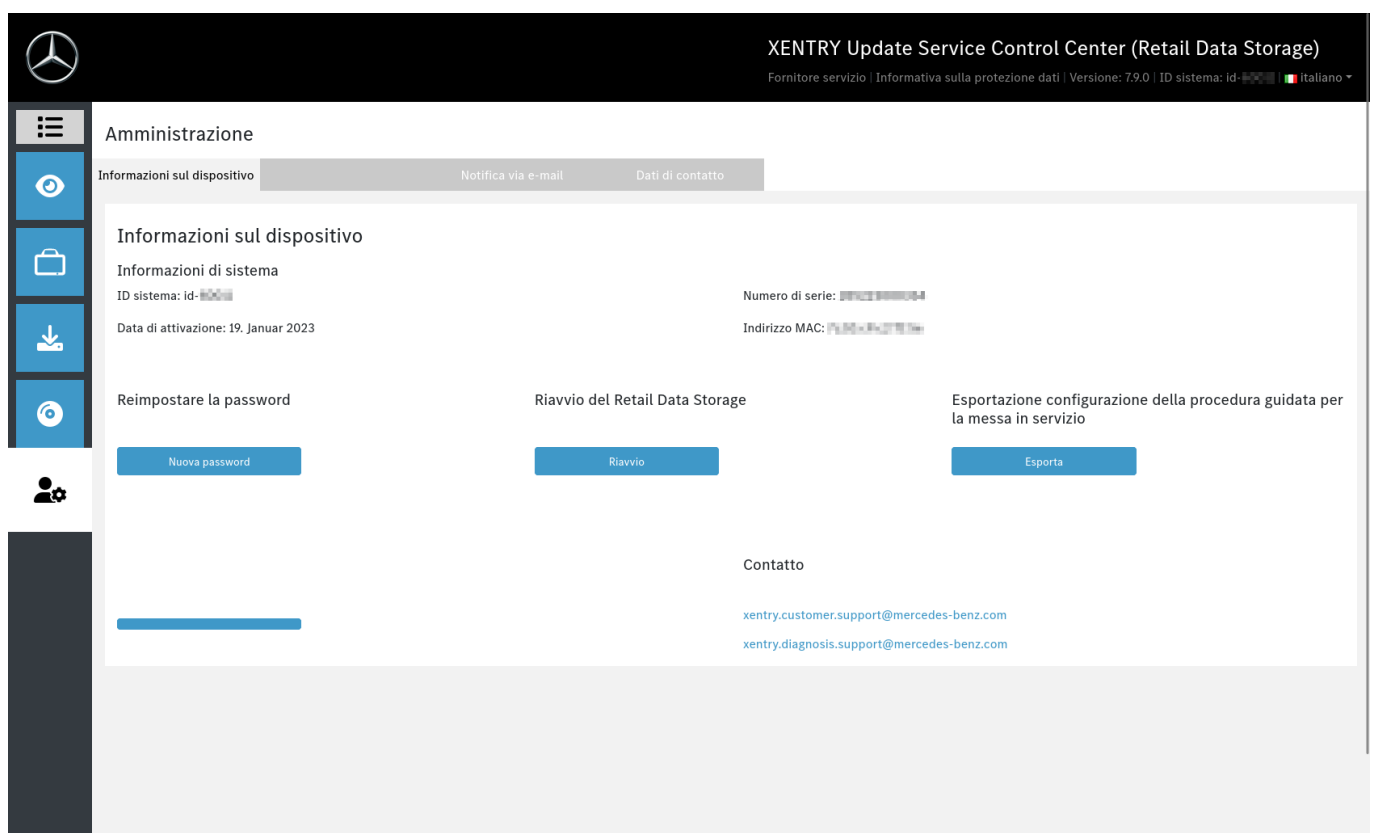 XENTRY Update Service Control Center (Retail Data Storage)
Fornitore servizio | Informativa sulla protezione dati | Versione: 7.9.0 | ID sistema: id- | italiano
Amministrazione
Informazioni sul dispositivo Notifica via e-mail Dati di contatto
Informazioni sul dispositivo
Informazioni di sistema
ID sistema: id-
Numero di serie:
Data di attivazione: 19. Januar 2023
Indirizzo MAC:
Reimpostare la password
Riavvio del Retail Data Storage
Esportazione configurazione della procedura guidata per
la messa in servizio
Nuova password
Riavvio
Esporta
Contatto
xentry.customer.support@mercedes-benz.com
xentry.diagnosis.support@mercedes-benz.com